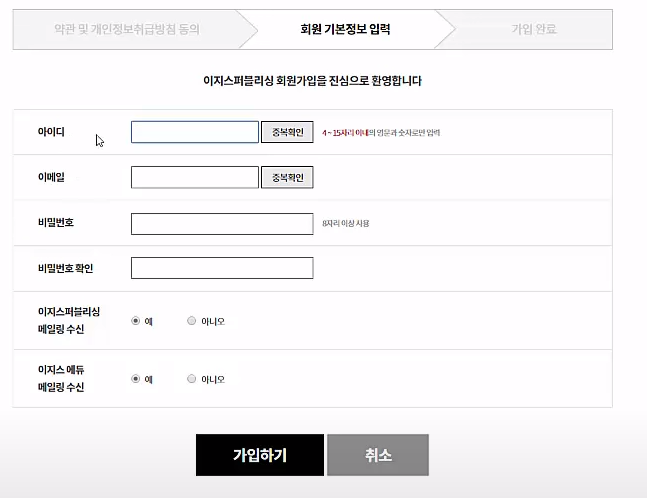 약관 및 개인정보취급방침 동의
회원 기본정보 입력
가입 완료
이지스퍼블리싱 회원가입을 진심으로 환영합니다
아이디
중복확인
4 ~ 15자리 이내의 영문과 숫자로만 입력
이메일
중복확인
비밀번호
8자리 이상 사용
비밀번호 확인
이지스퍼블리싱
메일링 수신
예
아니오
이지스 에듀
메일링 수신
예
아니오
가입하기
취소